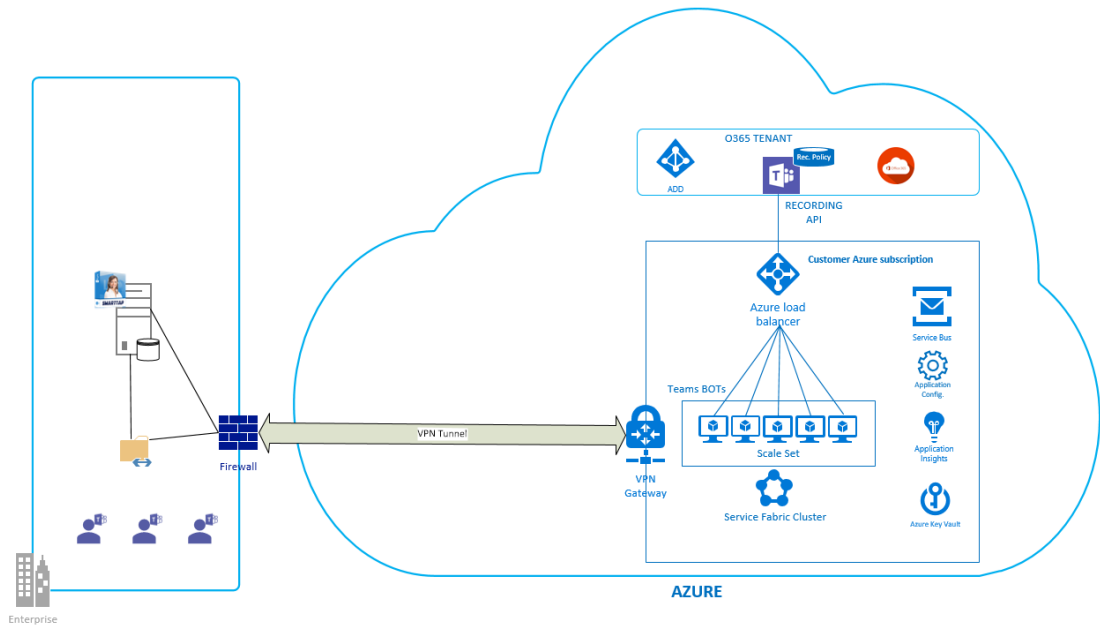 O365 TENANT
Rec. Policy
ADD
RECORDING
API
Customer Azure subscription
Azure load
balancer
Service Bus
Application
Config.
Teams BOTs
Scale Set
Application
Insights
Service Fabric Cluster
Azure Key Vault
SMARTTAP
VPN Tunnel
Firewall
VPN
Gateway
AZURE
Enterprise